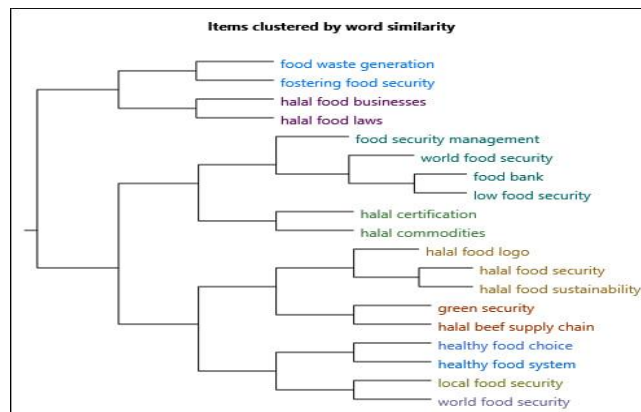 Items clustered by word similarity
food waste generation
fostering food security
halal food businesses
halal food laws
food security management
world food security
food bank
low food security
halal certification
halal commodities
halal food logo
halal food security
halal food sustainability
green security
halal beef supply chain
healthy food choice
healthy food system
local food security
world food security